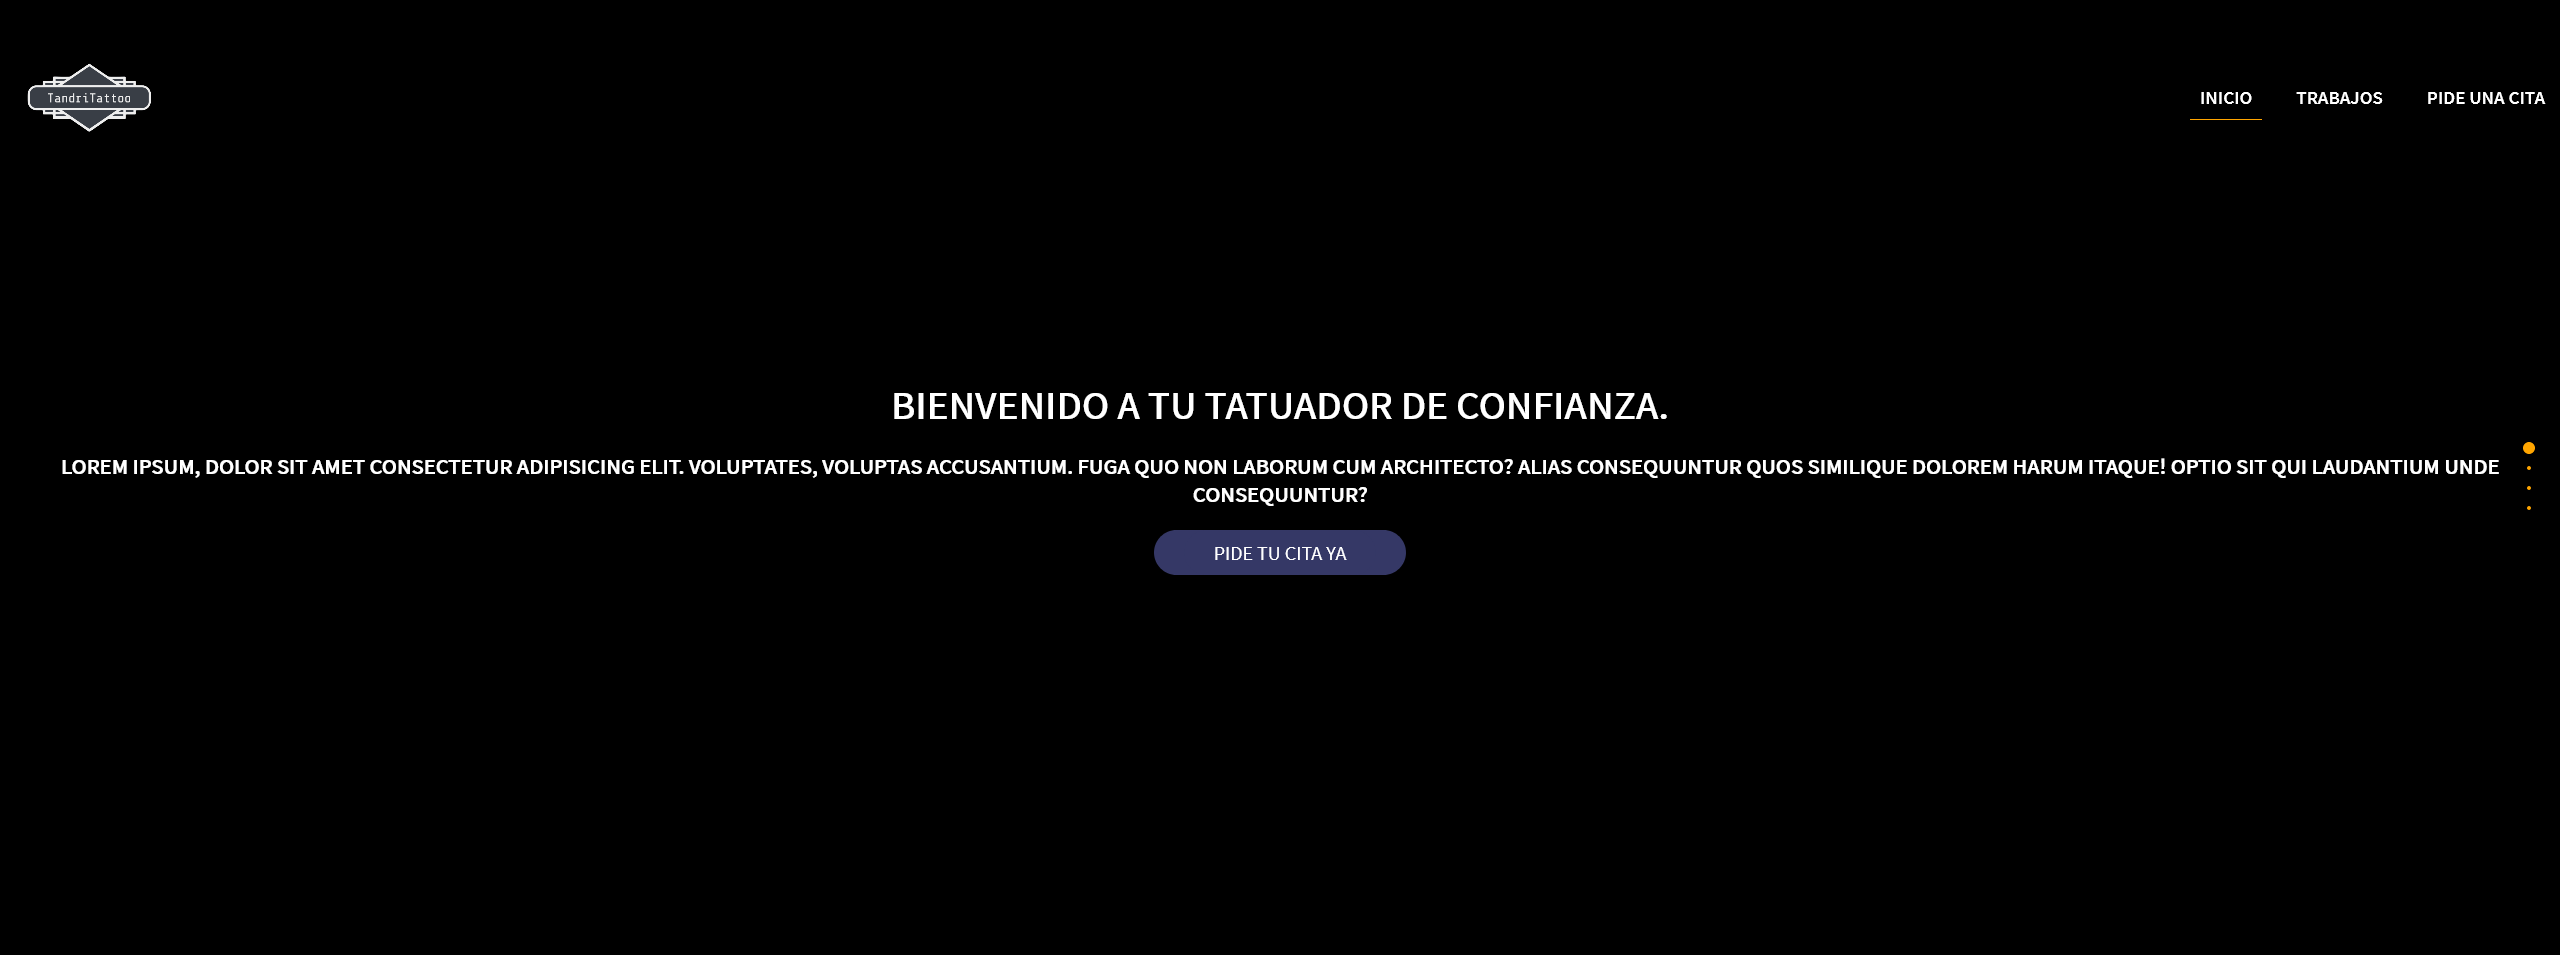 TandriTattoo
INICIO TRABAJOS PIDE UNA CITA
BIENVENIDO A TU TATUADOR DE CONFIANZA.
LOREM IPSUM, DOLOR SIT AMET CONSECTETUR ADIPISICING ELIT. VOLUPTATES, VOLUPTAS ACCUSANTIUM. FUGA QUO NON LABORUM CUM ARCHITECTO? ALIAS CONSEQUUNTUR QUOS SIMILIQUE DOLOREM HARUM ITAQUE! OPTIO SIT QUI LAUDANTIUM UNDE
CONSEQUUNTUR?
PIDE TU CITA YA